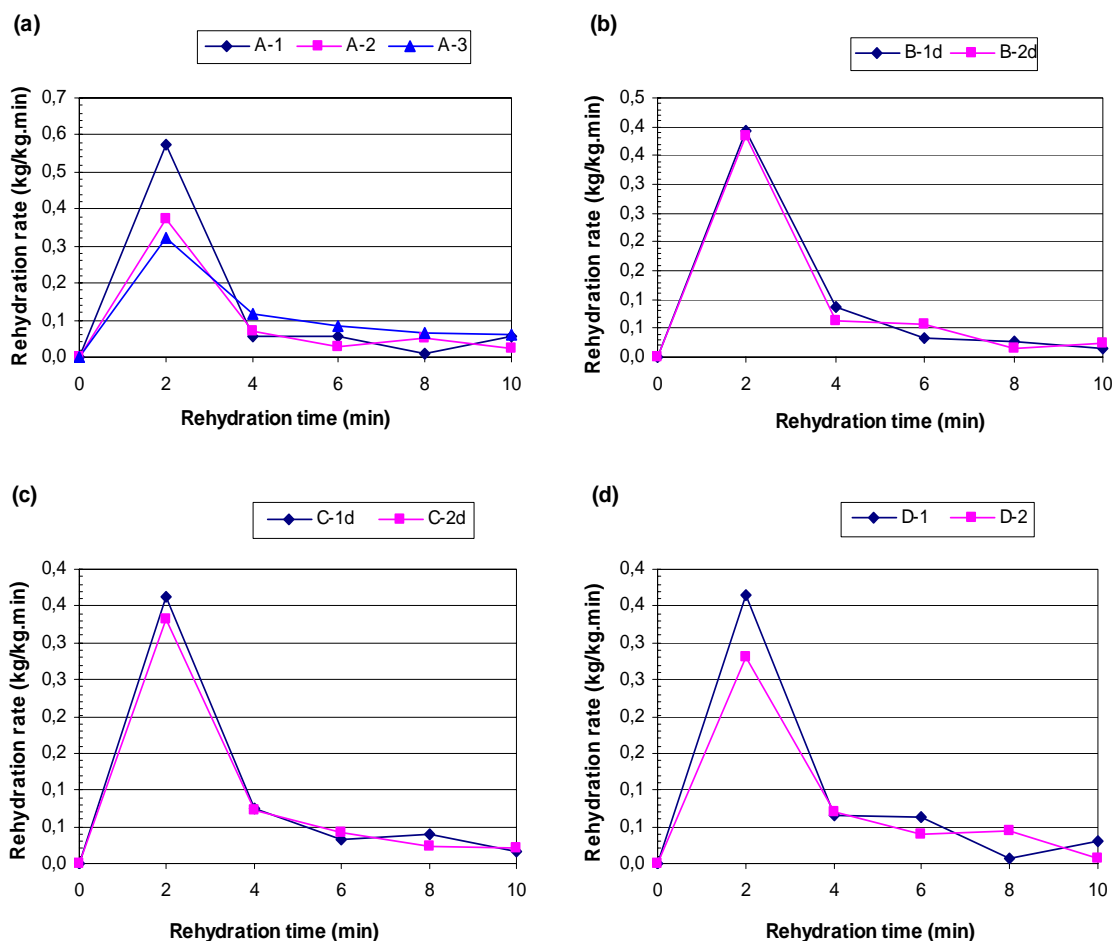 (a)
A-1 A-2 A-3
Rehydration rate (kg/kg.min)
0,7
0,6
0,5
0,4
0,3
0,2
0,1
0,0
0 2 4 6 8 10
Rehydration time (min)
(b)
B-1d B-2d
Rehydration rate (kg/kg.min)
0,5
0,4
0,4
0,3
0,3
0,2
0,2
0,1
0,1
0,0
0 2 4 6 8 10
Rehydration time (min)
(c)
C-1d C-2d
Rehydration rate (kg/kg.min)
0,4
0,4
0,3
0,3
0,2
0,2
0,1
0,1
0,0
0 2 4 6 8 10
Rehydration time (min)
(d)
D-1 D-2
Rehydration rate (kg/kg.min)
0,4
0,4
0,3
0,3
0,2
0,2
0,1
0,1
0,0
0 2 4 6 8 10
Rehydration time (min)